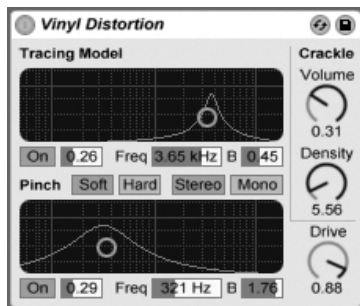 Vinyl Distortion
Tracing Model
On 0.26 Freq 3.65 kHz B 0.45
Pinch Soft Hard Stereo Mono
On 0.29 Freq 321 Hz B 1.76
Crackle
Volume
0.31
Density
5.56
Drive
0.88